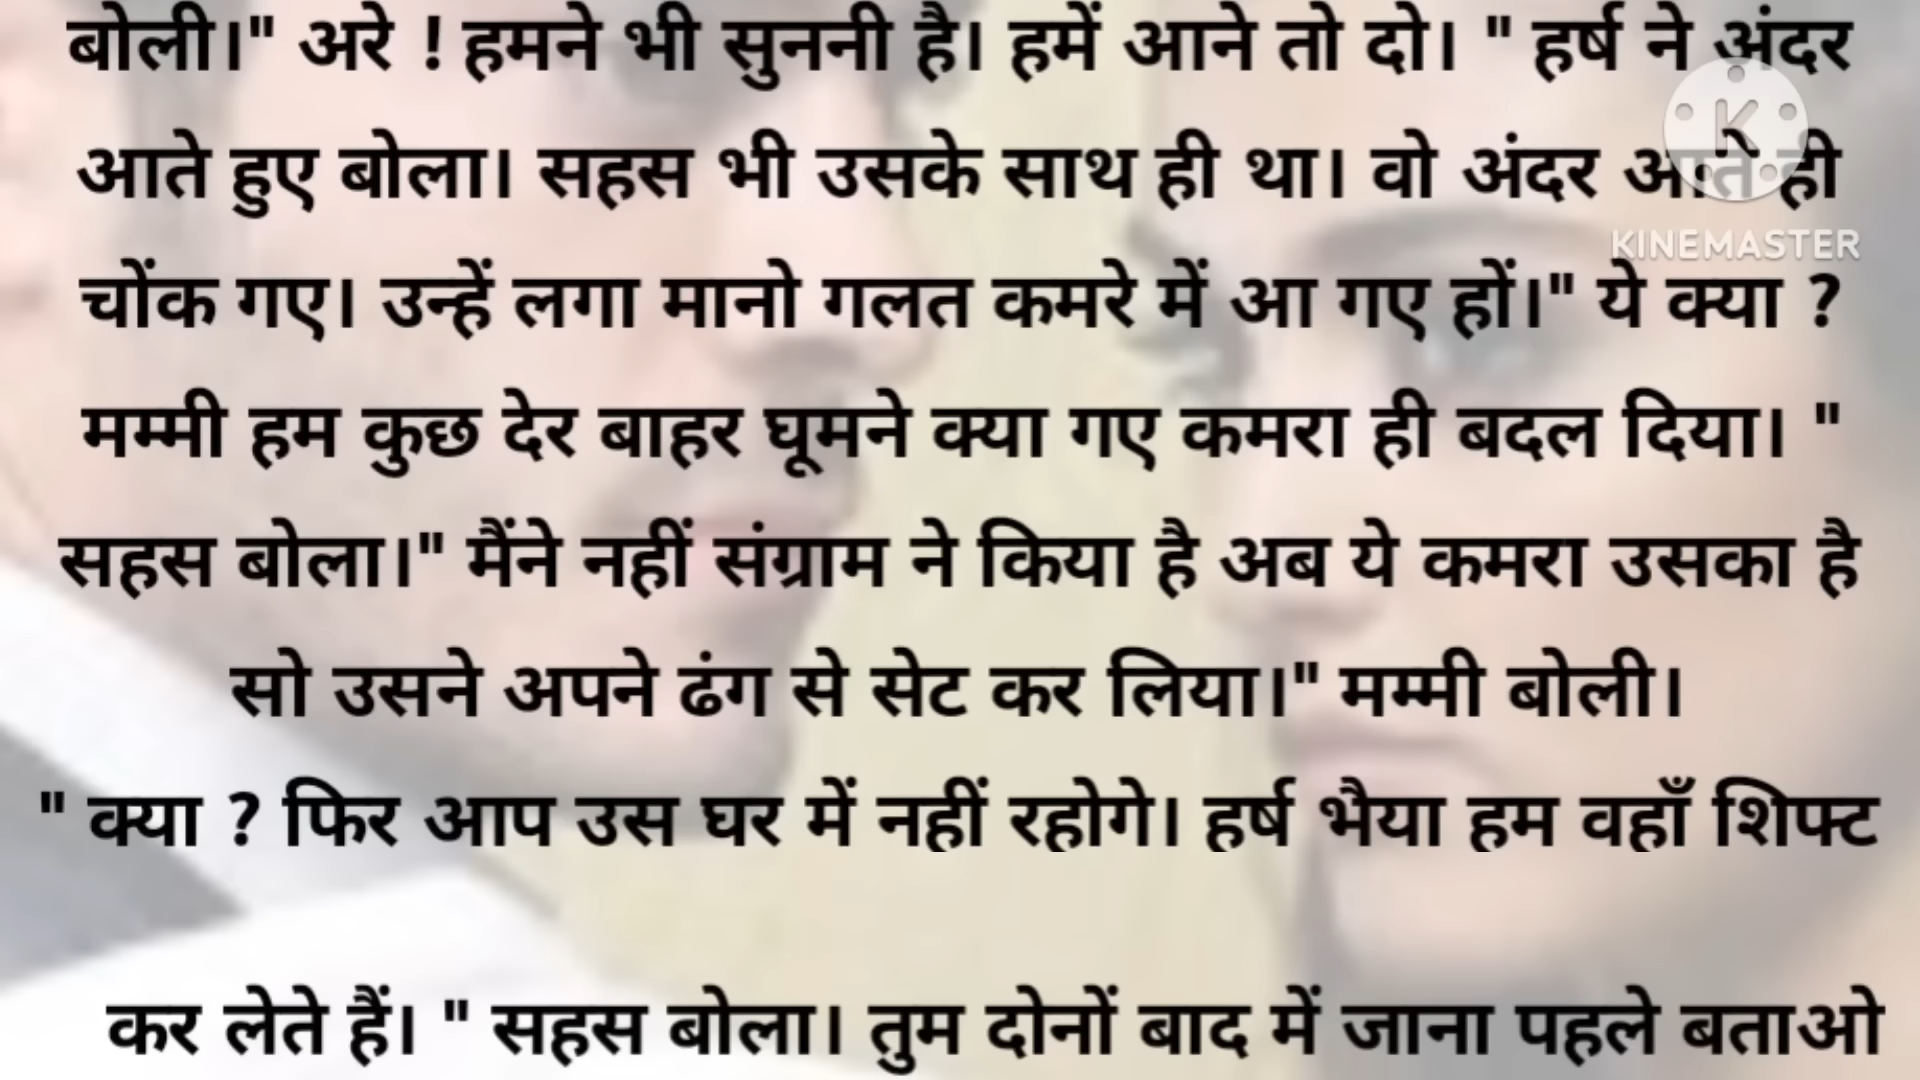 बोली।" अरे ! हमने भी सुननी है। हमें आने तो दो। " हर्ष ने अंदर
आते हुए बोला। सहस भी उसके साथ ही था। वो अंदर आते ही
चोंक गए। उन्हें लगा मानो गलत कमरे में आ गए हों।" ये क्या ?
मम्मी हम कुछ देर बाहर घूमने क्या गए कमरा ही बदल दिया। "
सहस बोला।" मैंने नहीं संग्राम ने किया है अब ये कमरा उसका है
सो उसने अपने ढंग से सेट कर लिया।" मम्मी बोली।
" क्या ? फिर आप उस घर में नहीं रहोगे। हर्ष भैया हम वहाँ शिफ्ट
कर लेते हैं। " सहस बोला। तुम दोनों बाद में जाना पहले बताओ
K
KINEMASTER